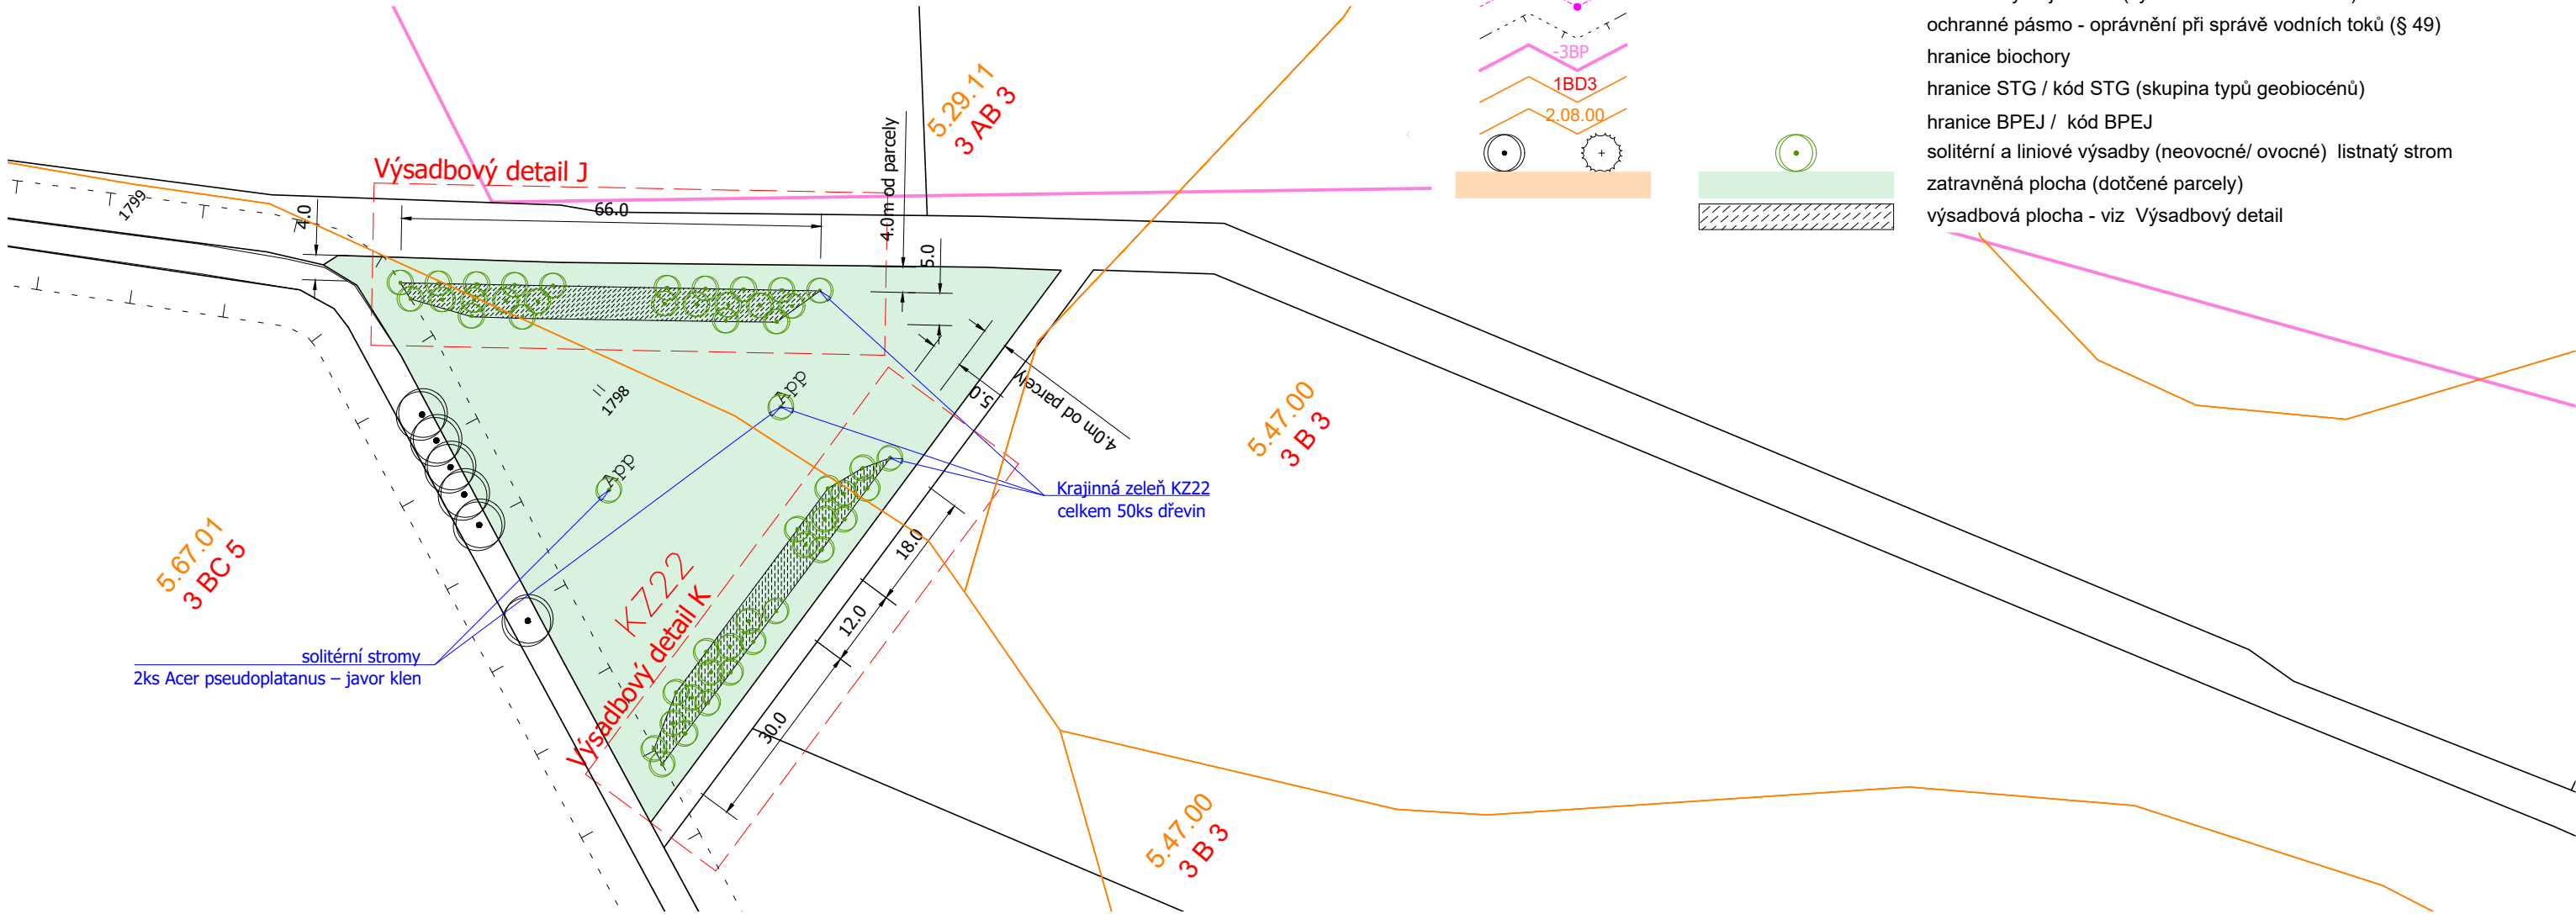 ochranné pásmo - oprávnění při správě vodních toků (§ 49)
-3BP
hranice biochory
1BD3
hranice STG / kód STG (skupina typů geobiocénů)
2.08.00
hranice BPEJ / kód BPEJ
solitérní a liniové výsadby (neovocné/ ovocné) listnatý strom
zatravněná plocha (dotčené parcely)
výsadbová plocha - viz Výsadbový detail
5.29.11
3 AB 3
Výsadbový detail J
1799
4.0
66.0
4.0m od parcely
5.0
1798
App
5.0
4.0m od parcely
5.47.00
3 B 3
App
Krajinná zeleň KZ22
celkem 50ks dřevin
5.67.01
3 BC 5
18.0
12.0
30.0
KZ22
Výsadbový detail K
solitérní stromy
2ks Acer pseudoplatanus – javor klen
5.47.00
3 B 3